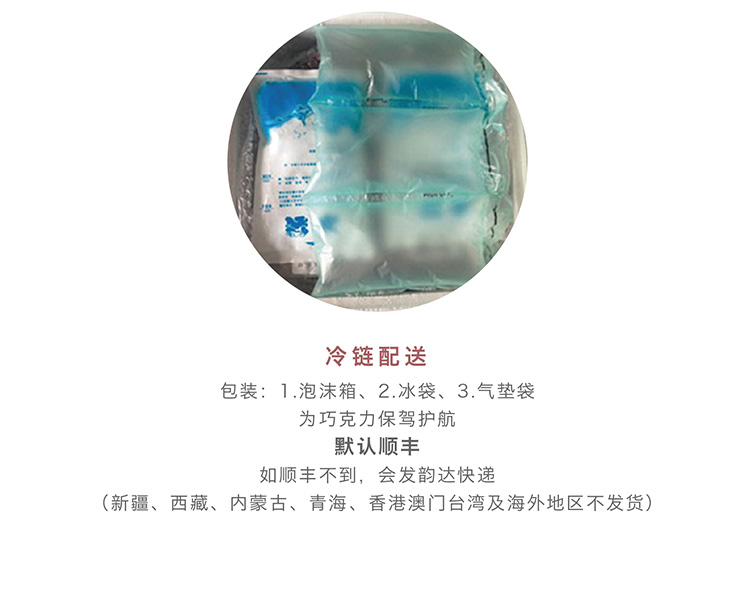 冷链配送
包装：1.泡沫箱、2.冰袋、3.气垫袋
为巧克力保驾护航
默认顺丰
如顺丰不到，会发韵达快递
（新疆、西藏、内蒙古、青海、香港澳门台湾及海外地区不发货）